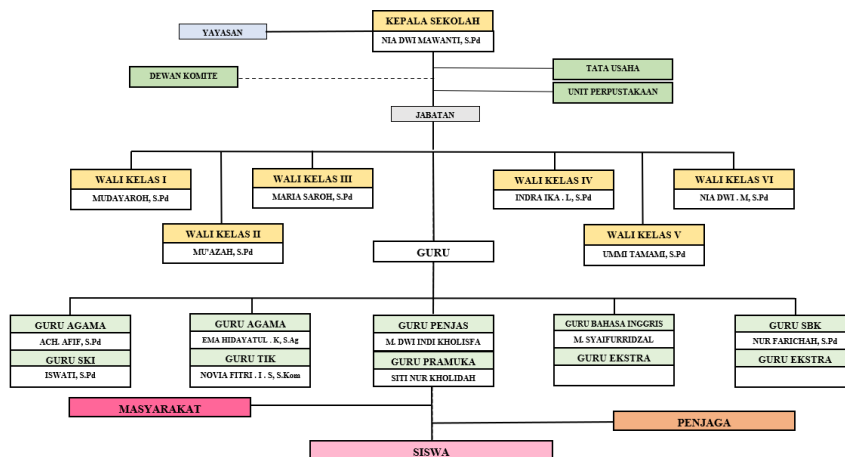 KEPALA SEKOLAH
NIA DWI MAWANTI, S.Pd
YAYASAN
DEWAN KOMITE
TATA USAHA
UNIT PERPUSTAKAAN
JABATAN
WALI KELAS I
MUDAYAROH, S.Pd
WALI KELAS II
MU'AZAH, S.Pd
WALI KELAS III
MARIA SAROH, S.Pd
WALI KELAS IV
INDRA IKA . L, S.Pd
WALI KELAS V
UMMI TAMAMI, S.Pd
WALI KELAS VI
NIA DWI . M, S.Pd
GURU
GURU AGAMA
ACH. AFIF, S.Pd
GURU SKI
ISWATI, S.Pd
GURU AGAMA
EMA HIDAYATUL . K, S.Ag
GURU TIK
NOVIA FITRI . I . S, S.Kom
GURU PENJAS
M. DWI INDI KHOLISFA
GURU PRAMUKA
SITI NUR KHOLIDAH
GURU BAHASA INGGRIS
M. SYAIFURRIDZAL
GURU EKSTRA
GURU SBK
NUR FARICHAH, S.Pd
GURU EKSTRA
MASYARAKAT
PENJAGA
SISWA